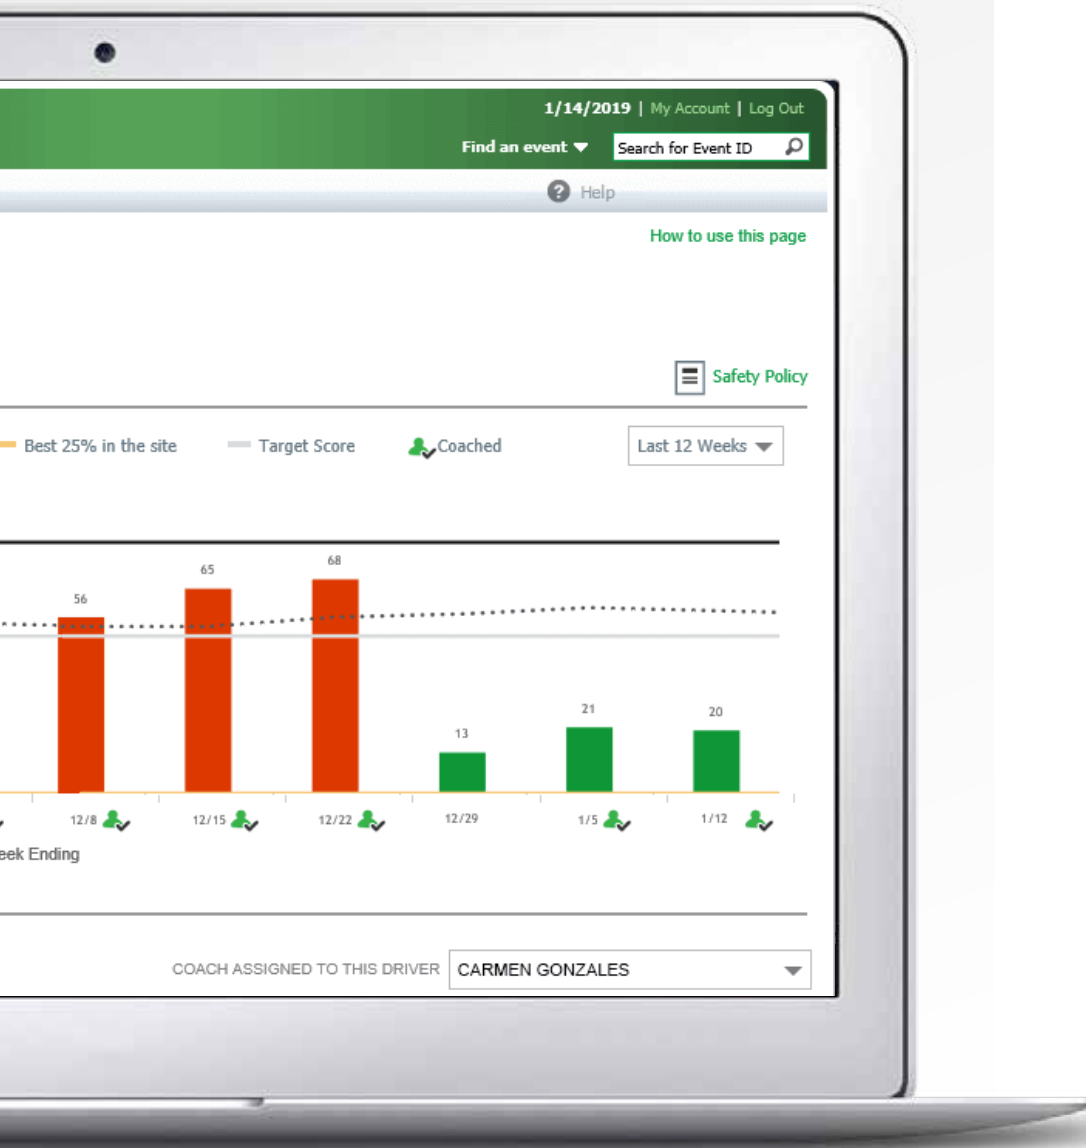 1/14/2019 | My Account | Log Out
Find an event Search for Event ID
? Help
How to use this page
Safety Policy
Best 25% in the site Target Score Coached Last 12 Weeks
68
65
56
21
20
13
12/8 12/15 12/22 12/29 1/5 1/12
eek Ending
COACH ASSIGNED TO THIS DRIVER CARMEN GONZALES